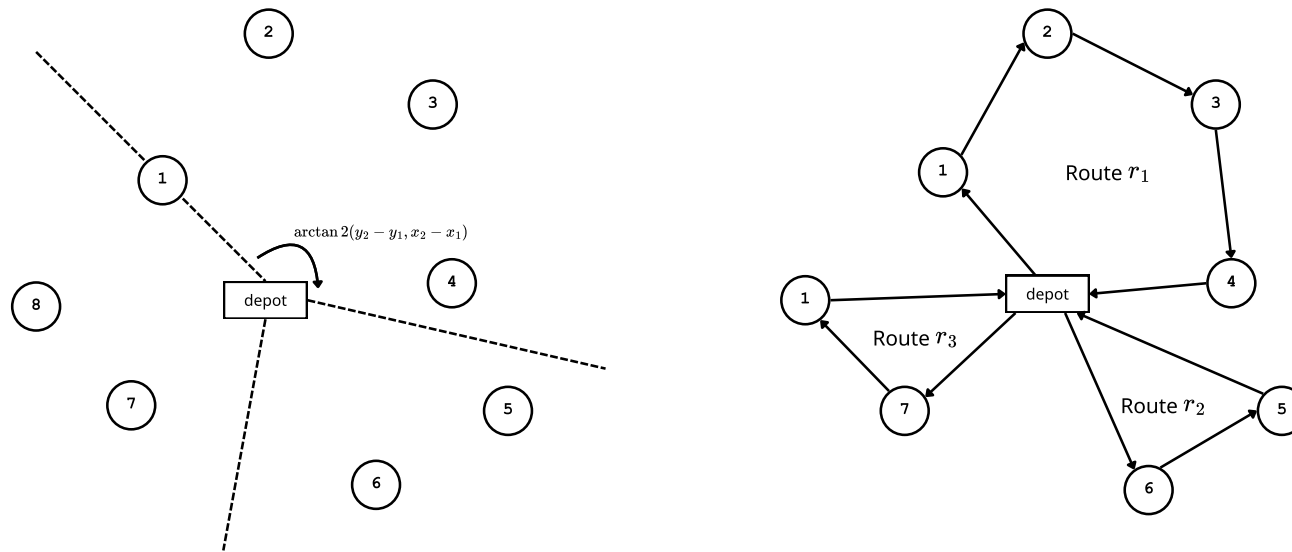 2
3
1
arctan 2(y₂ − y₁, x₂ − x₁)
4
depot
8
7
5
6
2
3
1
Route r₁
4
depot
1
Route r₃
7
Route r₂
5
6